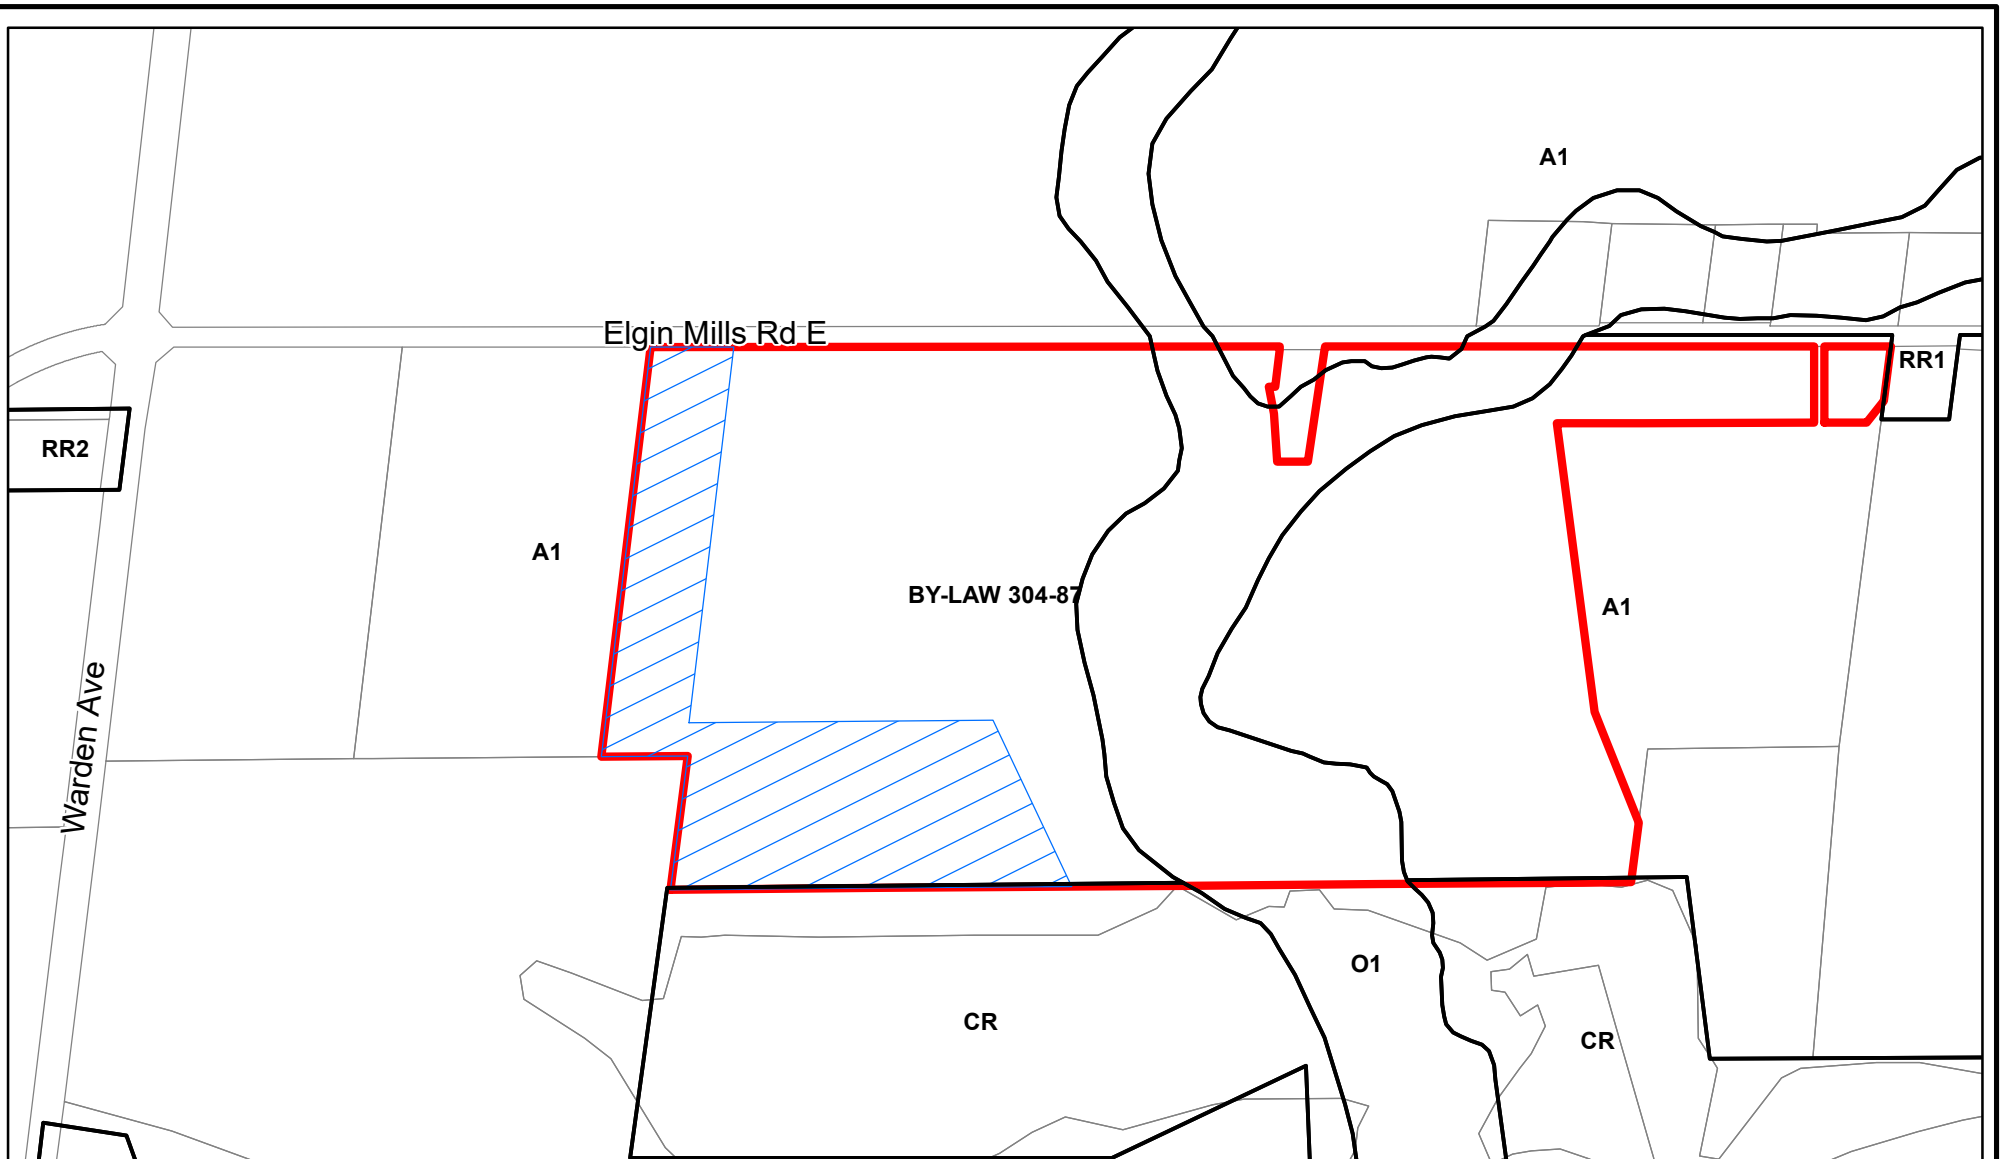 A1
Elgin Mills Rd E
RR1
RR2
A1
BY-LAW 304-87
A1
Warden Ave
O1
CR
CR